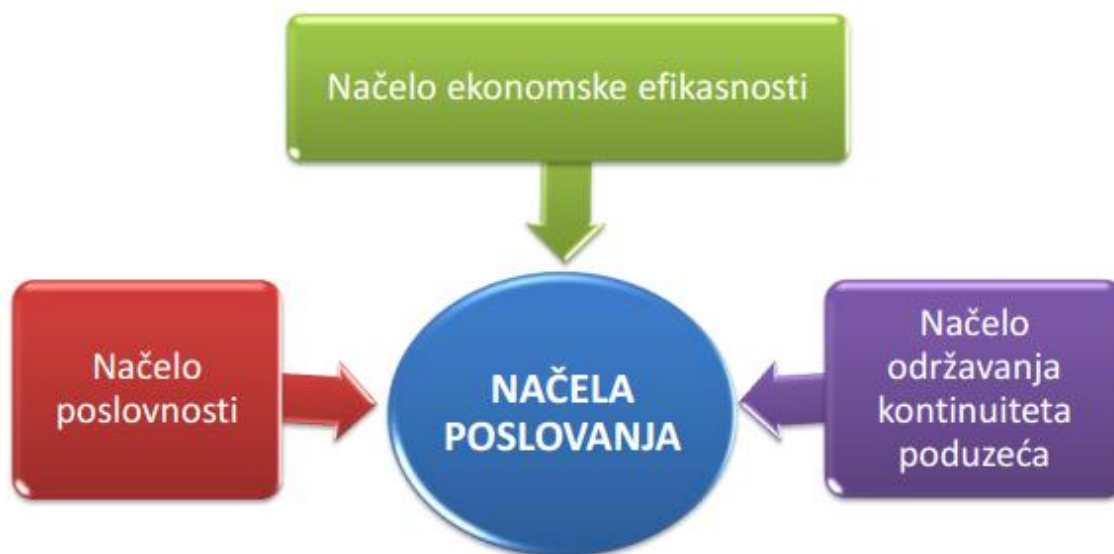 Načelo ekonomske efikasnosti
Načelo
poslovnosti
NAČELA
POSLOVANJA
Načelo
održavanja
kontinuiteta
poduzeća